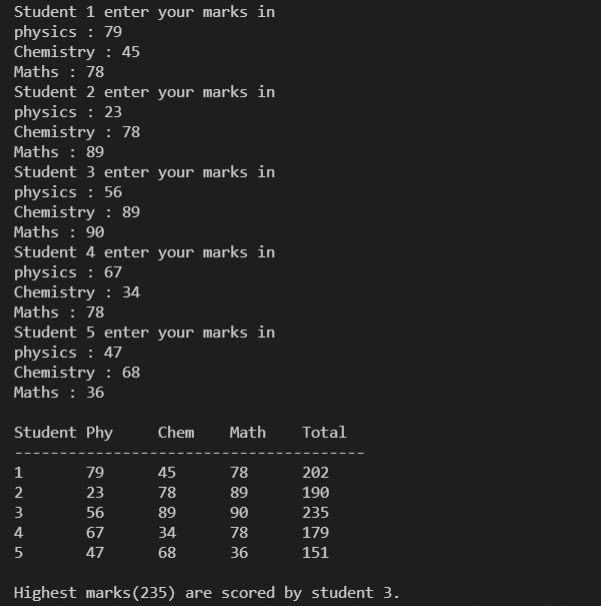 Student 1 enter your marks in
physics : 79
Chemistry : 45
Maths : 78
Student 2 enter your marks in
physics : 23
Chemistry : 78
Maths : 89
Student 3 enter your marks in
physics : 56
Chemistry : 89
Maths : 90
Student 4 enter your marks in
physics : 67
Chemistry : 34
Maths : 78
Student 5 enter your marks in
physics : 47
Chemistry : 68
Maths : 36
Student Phy     Chem    Math    Total
---------------------------------------
1       79      45      78      202
2       23      78      89      190
3       56      89      90      235
4       67      34      78      179
5       47      68      36      151
Highest marks(235) are scored by student 3.